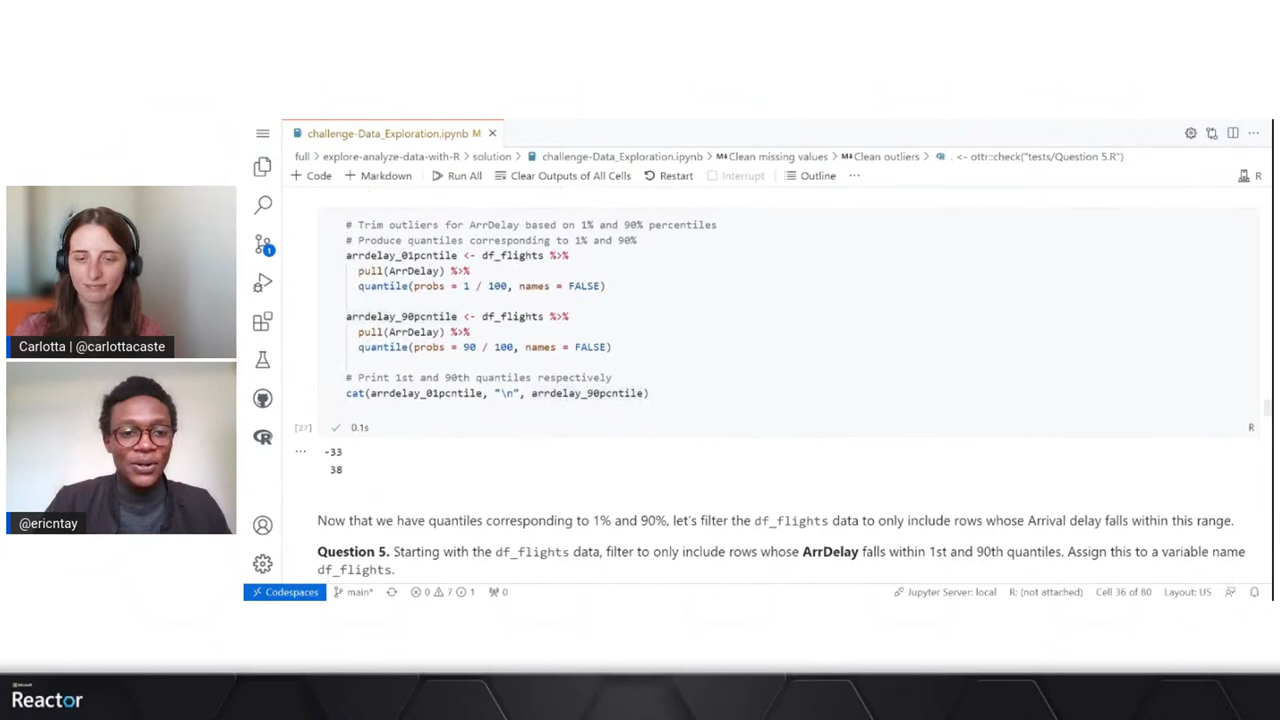 challenge-Data_Exploration.ipynb M
full > explore-analyze-data-with-R > solution > challenge-Data_Exploration.ipynb > M↓Clean missing values > M↓Clean outliers > . <- ottr::check("tests/Question 5.R")
+ Code + Markdown Run All Clear Outputs of All Cells Restart Interrupt Outline ... R
# Trim outliers for ArrDelay based on 1% and 90% percentiles
# Produce quantiles corresponding to 1% and 90%
arrdelay_01pcntile <- df_flights %>%
pull(ArrDelay) %>%
quantile(probs = 1 / 100, names = FALSE)
arrdelay_90pcntile <- df_flights %>%
pull(ArrDelay) %>%
quantile(probs = 90 / 100, names = FALSE)
# Print 1st and 90th quantiles respectively
cat(arrdelay_01pcntile, "\n", arrdelay_90pcntile)
[27] ✓ 0.1s R
... -33
38
Now that we have quantiles corresponding to 1% and 90%, let's filter the df_flights data to only include rows whose Arrival delay falls within this range.
Question 5. Starting with the df_flights data, filter to only include rows whose ArrDelay falls within 1st and 90th quantiles. Assign this to a variable name
df_flights.
Codespaces main* 0 7 1 0 Jupyter Server: local R: (not attached) Cell 36 of 80 Layout: US
1
R
Carlotta | @carlottacaste
@ericntay
Microsoft
Reactor